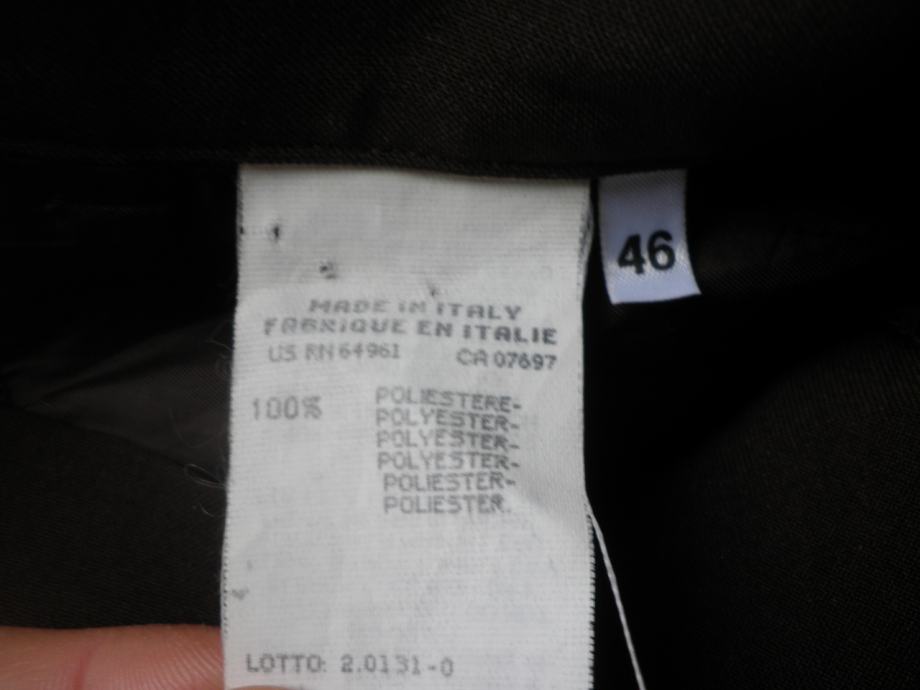 46
MADE IN ITALY
FABRIQUE EN ITALIE
US RN 64961 CA 07697
100% POLIESTERE-
POLYESTER-
POLYESTER-
POLYESTER-
POLIESTER-
POLIESTER.
LOTTO: 2.0131-0